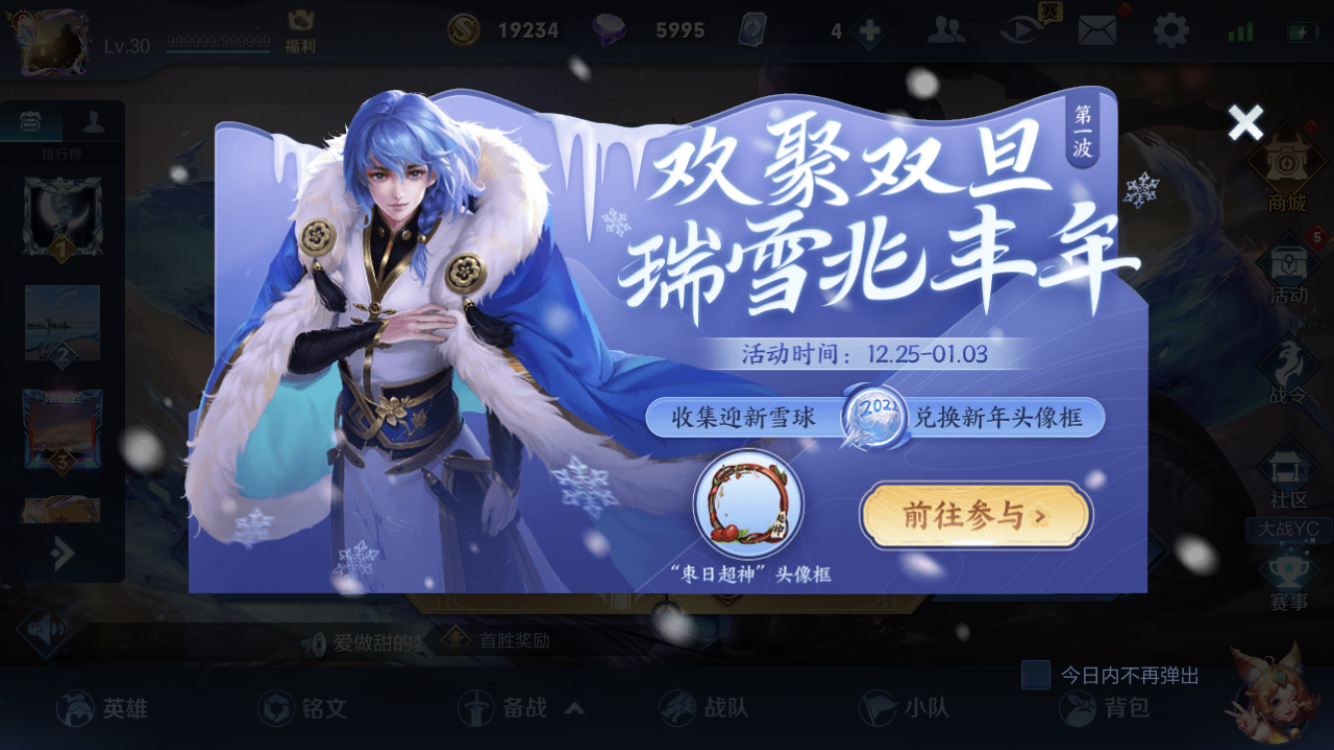 Lv.30
999999/999999
福利
19234
5995
4
赛
排行榜
1
2
3
第一波
欢聚双旦
瑞雪兆丰年
活动时间：12.25-01.03
收集迎新雪球
2021
兑换新年头像框
前往参与>
“枣日超神”头像框
商城
5
活动
战令
社区
大战YC
赛事
爱做甜的
首胜奖励
今日内不再弹出
英雄
铭文
备战
战队
小队
背包